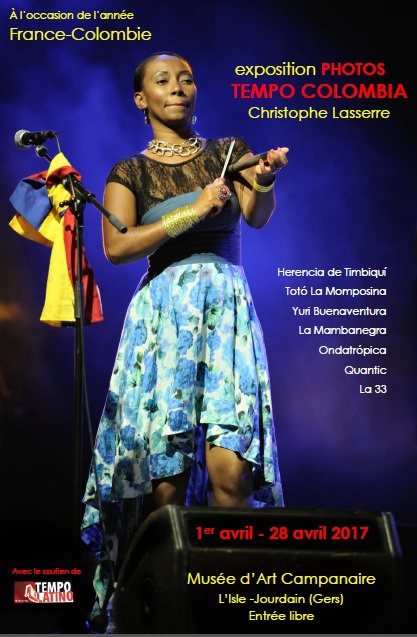 À l'occasion de l'année
France-Colombie
exposition PHOTOS
TEMPO COLOMBIA
Christophe Lasserre
Herencia de Timbiquí
Totó La Momposina
Yuri Buenaventura
La Mambanegra
Ondatrópica
Quantic
La 33
1er avril - 28 avril 2017
Avec le soutien de
TEMPO
LATINO
Musée d'Art Campanaire
L'Isle -Jourdain (Gers)
Entrée libre